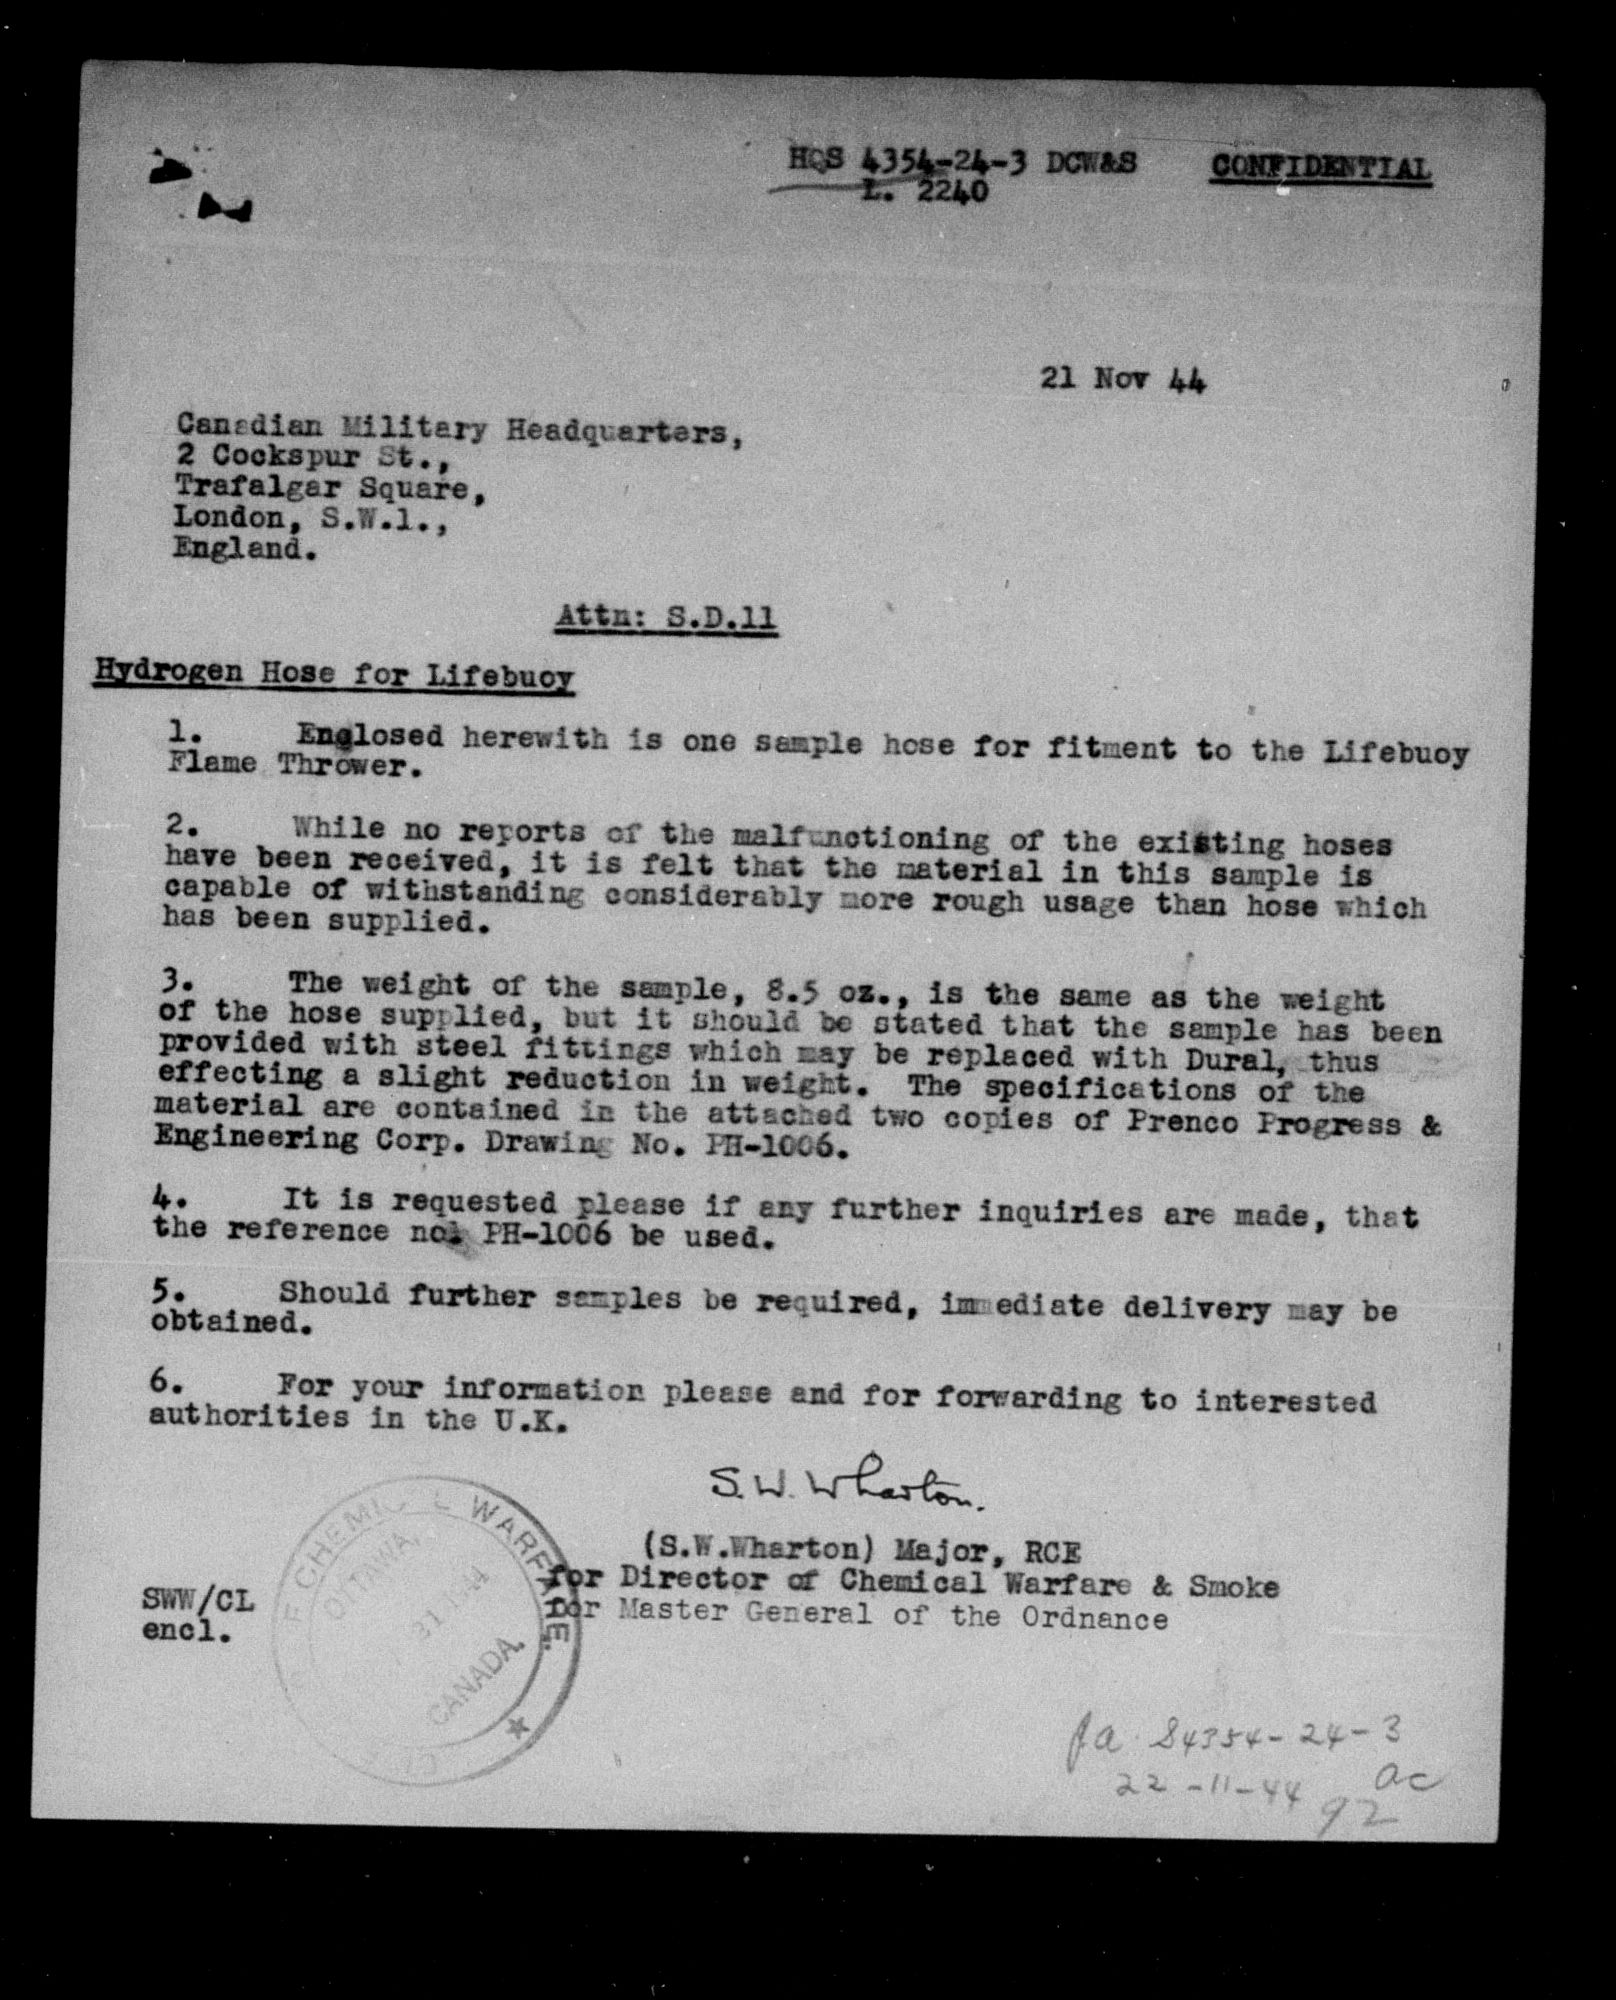 HQS 4354-24-3 DCW&S CONFIDENTIAL
L. 2240
21 Nov 44
Canadian Military Headquarters,
2 Cockspur St.,
Trafalgar Square,
London, S.W.1.,
England.
Attn: S.D.11
Hydrogen Hose for Lifebuoy
1. Enclosed herewith is one sample hose for fitment to the Lifebuoy
Flame Thrower.
2. While no reports of the malfunctioning of the existing hoses
have been received, it is felt that the material in this sample is
capable of withstanding considerably more rough usage than hose which
has been supplied.
3. The weight of the sample, 8.5 oz., is the same as the weight
of the hose supplied, but it should be stated that the sample has been
provided with steel fittings which may be replaced with Dural, thus
effecting a slight reduction in weight. The specifications of the
material are contained in the attached two copies of Prenco Progress &
Engineering Corp. Drawing No. PH-1006.
4. It is requested please if any further inquiries are made, that
the reference no. PH-1006 be used.
5. Should further samples be required, immediate delivery may be
obtained.
6. For your information please and for forwarding to interested
authorities in the U.K.
S.W. Wharton.
(S.W.Wharton) Major, RCE
for Director of Chemical Warfare & Smoke
for Master General of the Ordnance
SWW/CL
encl.
CHEMICAL WARFARE.
OTTAWA,
CANADA.
fa S4354-24-3
22-11-44 ac
92